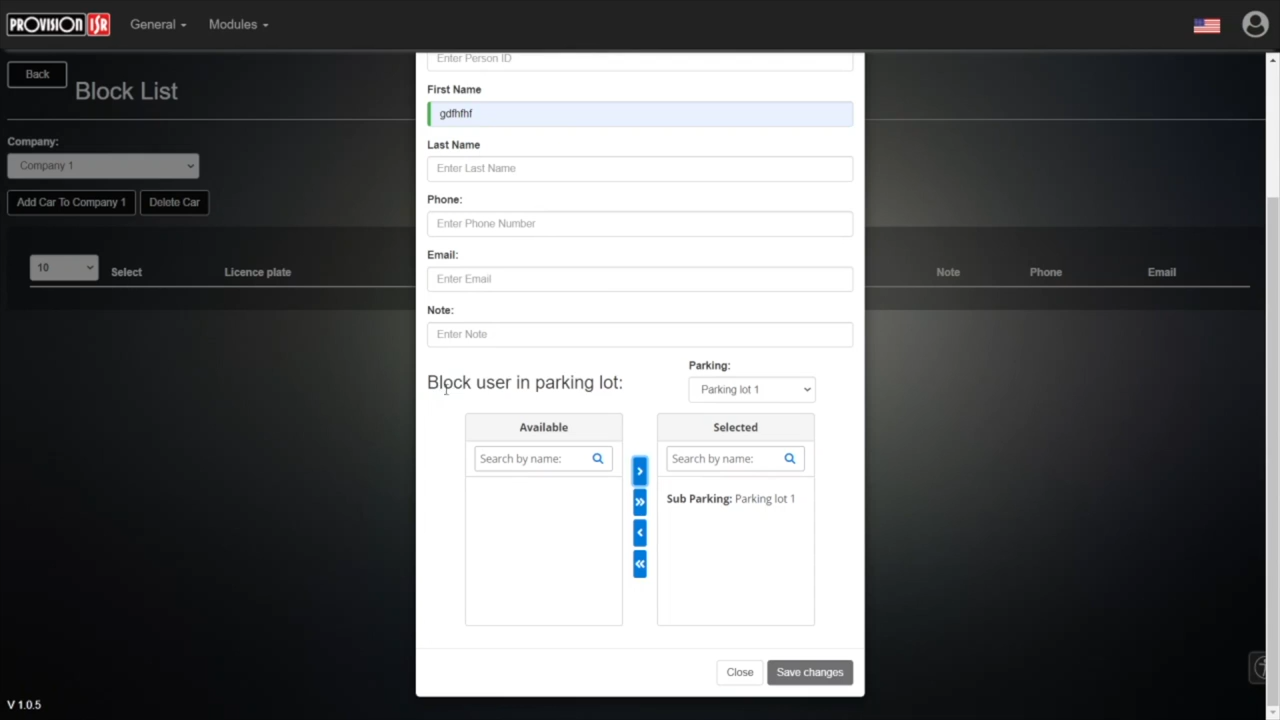 PROVISION ISR
General
Modules
Back
Block List
Company:
Company 1
Add Car To Company 1
Delete Car
10
Select
Licence plate
Note
Phone
Email
Enter Person ID
First Name
gdfhfhf
Last Name
Enter Last Name
Phone:
Enter Phone Number
Email:
Enter Email
Note:
Enter Note
Block user in parking lot:
Parking:
Parking lot 1
Available
Selected
Search by name:
Search by name:
Sub Parking: Parking lot 1
Close
Save changes
V 1.0.5